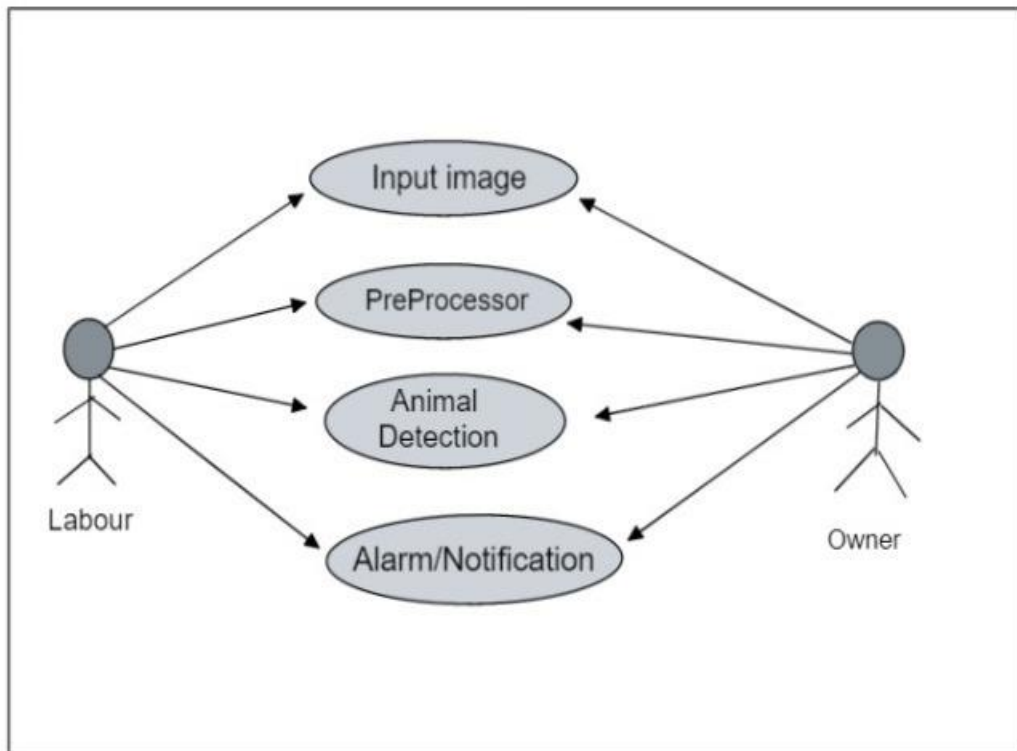 Input image
PreProcessor
Animal
Detection
Labour
Owner
Alarm/Notification